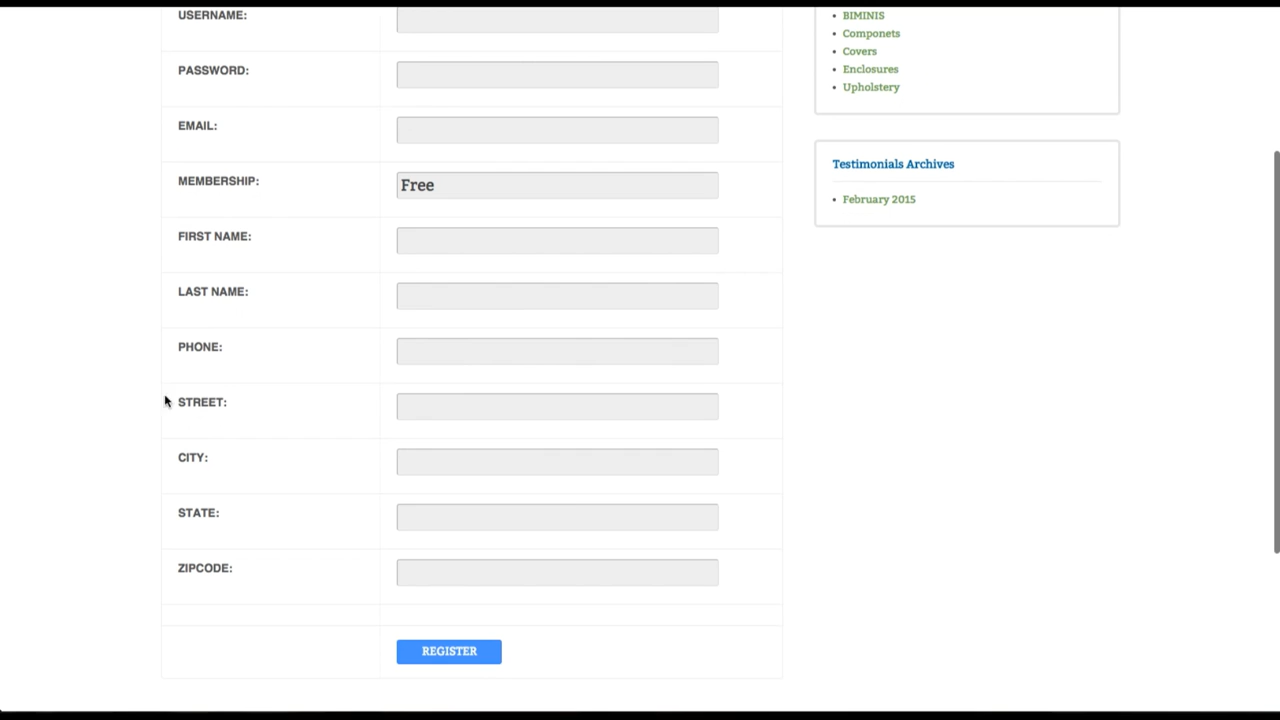 USERNAME:
PASSWORD:
EMAIL:
MEMBERSHIP:
Free
FIRST NAME:
LAST NAME:
PHONE:
STREET:
CITY:
STATE:
ZIPCODE:
REGISTER
BIMINIS
Componets
Covers
Enclosures
Upholstery
Testimonials Archives
February 2015